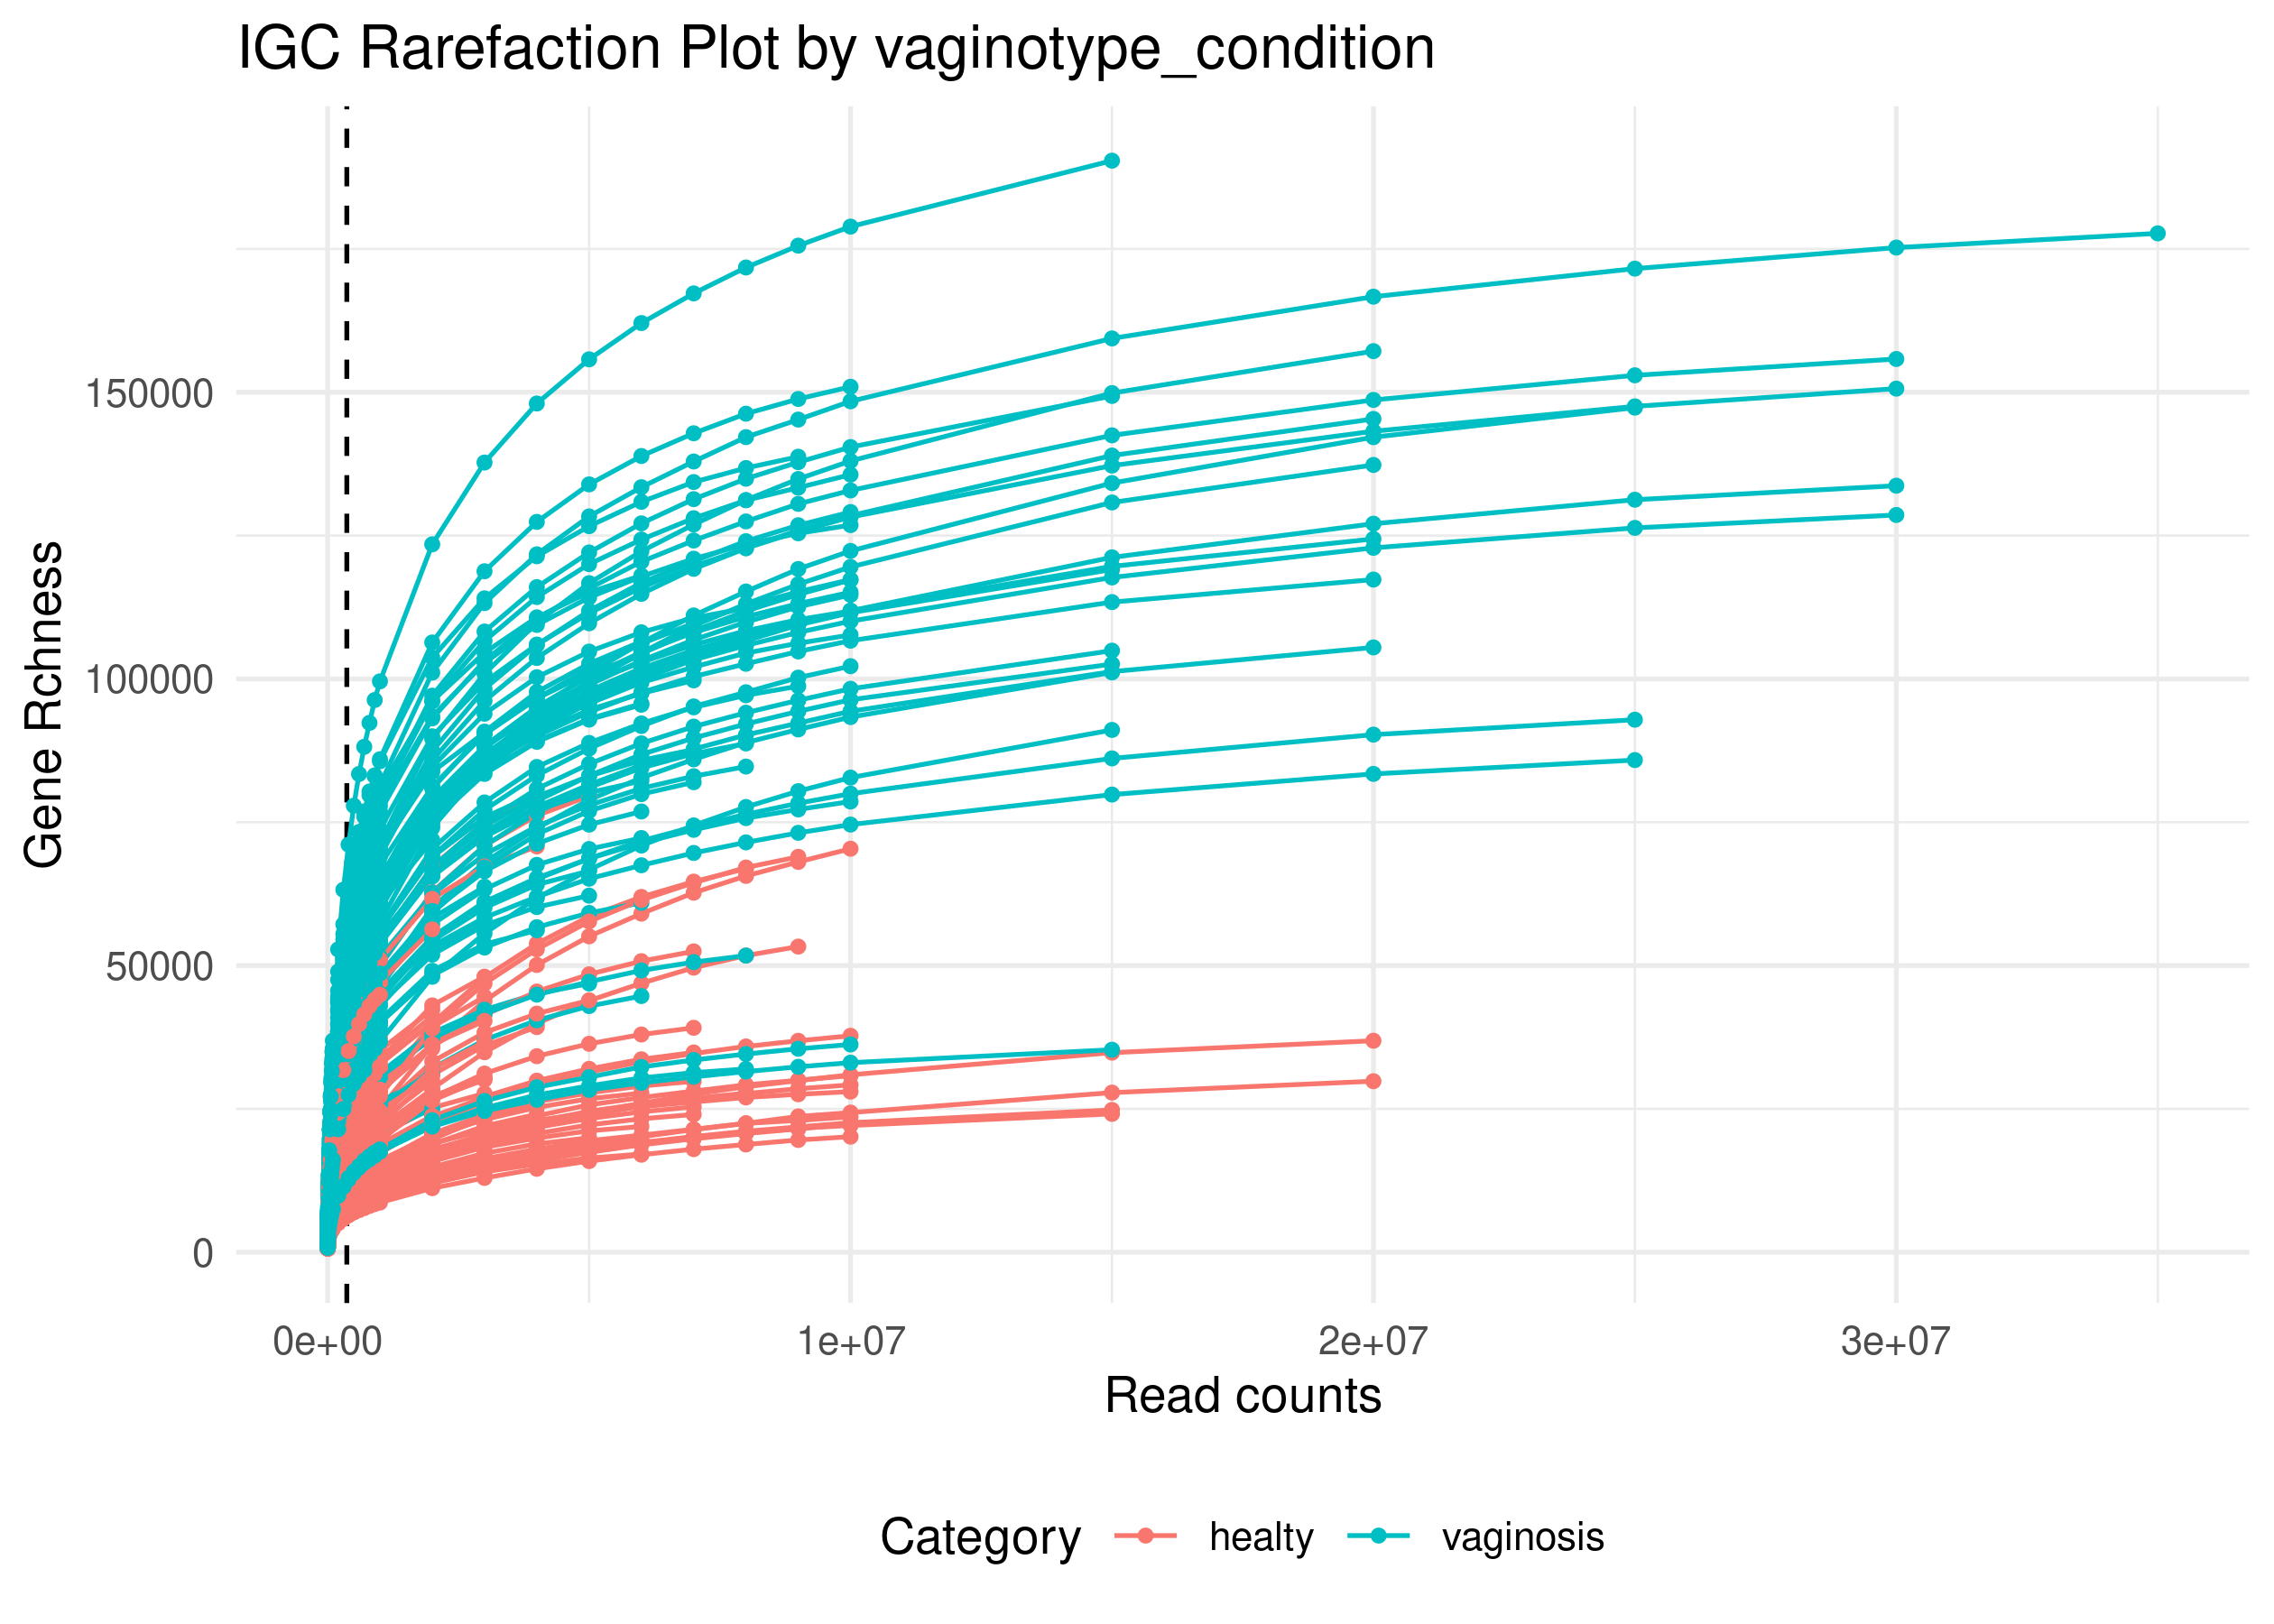 IGC Rarefaction Plot by vaginotype_condition
Gene Rchness
150000
100000
50000
0
0e+00 1e+07 2e+07 3e+07
Read counts
Category healty vaginosis